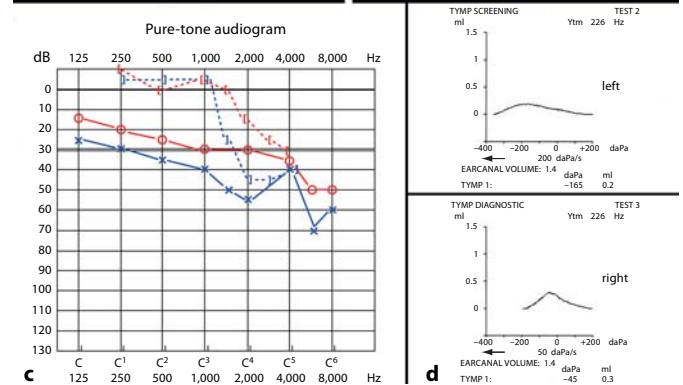 Pure-tone audiogram
dB 125 250 500 1,000 2,000 4,000 8,000 Hz
0
10
20
30
40
50
60
70
80
90
100
110
120
130
C C1 C2 C3 C4 C5 C6
125 250 500 1,000 2,000 4,000 8,000 Hz
c
TYMP SCREENING TEST 2
ml Ytm 226 Hz
1.5
1
0.5
0
left
−400 −200 0 +200 daPa
200 daPa/s
EARCANAL VOLUME: 1.4
daPa ml
TYMP 1: −165 0.2
TYMP DIAGNOSTIC TEST 3
ml Ytm 226 Hz
1.5
1
0.5
0
right
−400 −200 0 +200 daPa
50 daPa/s
EARCANAL VOLUME: 1.4
daPa ml
TYMP 1: −45 0.3
d